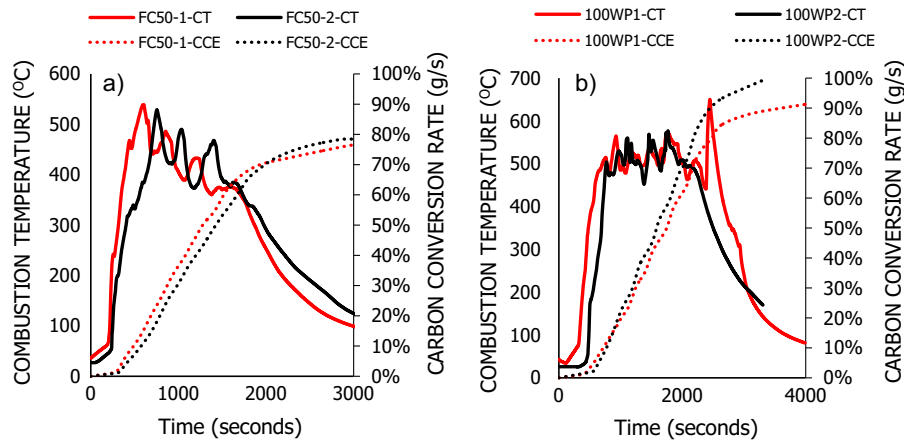 FC50-1-CT FC50-2-CT
FC50-1-CCE FC50-2-CCE
a)
COMBUSTION TEMPERATURE (OC)
600
500
400
300
200
100
0
100%
90%
80%
70%
60%
50%
40%
30%
20%
10%
0%
CARBON CONVERSION RATE (g/s)
0 1000 2000 3000
Time (seconds)
100WP1-CT 100WP2-CT
100WP1-CCE 100WP2-CCE
b)
COMBUSTION TEMPERATURE (OC)
700
600
500
400
300
200
100
0
100%
90%
80%
70%
60%
50%
40%
30%
20%
10%
0%
CARBON CONVERSION RATE (g/s)
0 2000 4000
Time (seconds)